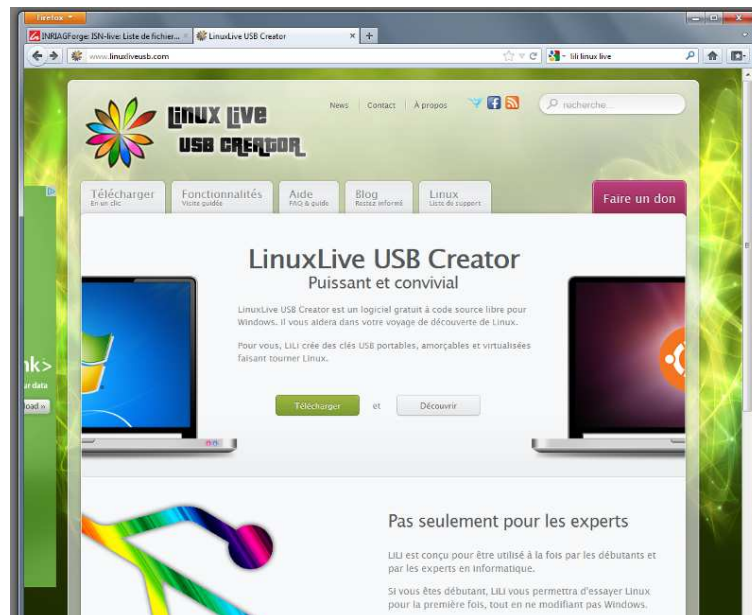 Firefox
INRIAGForge: ISN-live: Liste de fichier...
LinuxLive USB Creator
www.linuxliveusb.com
lili linux live
Linux Live
USB Creator
News
Contact
À propos
recherche...
Télécharger
En un clic
Fonctionnalités
Visite guidée
Aide
FAQ & guide
Blog
Restez informé
Linux
Liste de support
Faire un don
LinuxLive USB Creator
Puissant et convivial
LinuxLive USB Creator est un logiciel gratuit à code source libre pour
Windows. Il vous aidera dans votre voyage de découverte de Linux.
Pour vous, LiLi crée des clés USB portables, amorçables et virtualisées
faisant tourner Linux.
Télécharger
et
Découvrir
nk>
ur data
load »
Pas seulement pour les experts
LiLi est conçu pour être utilisé à la fois par les débutants et
par les experts en informatique.
Si vous êtes débutant, LiLi vous permettra d'essayer Linux
pour la première fois, tout en ne modifiant pas Windows.